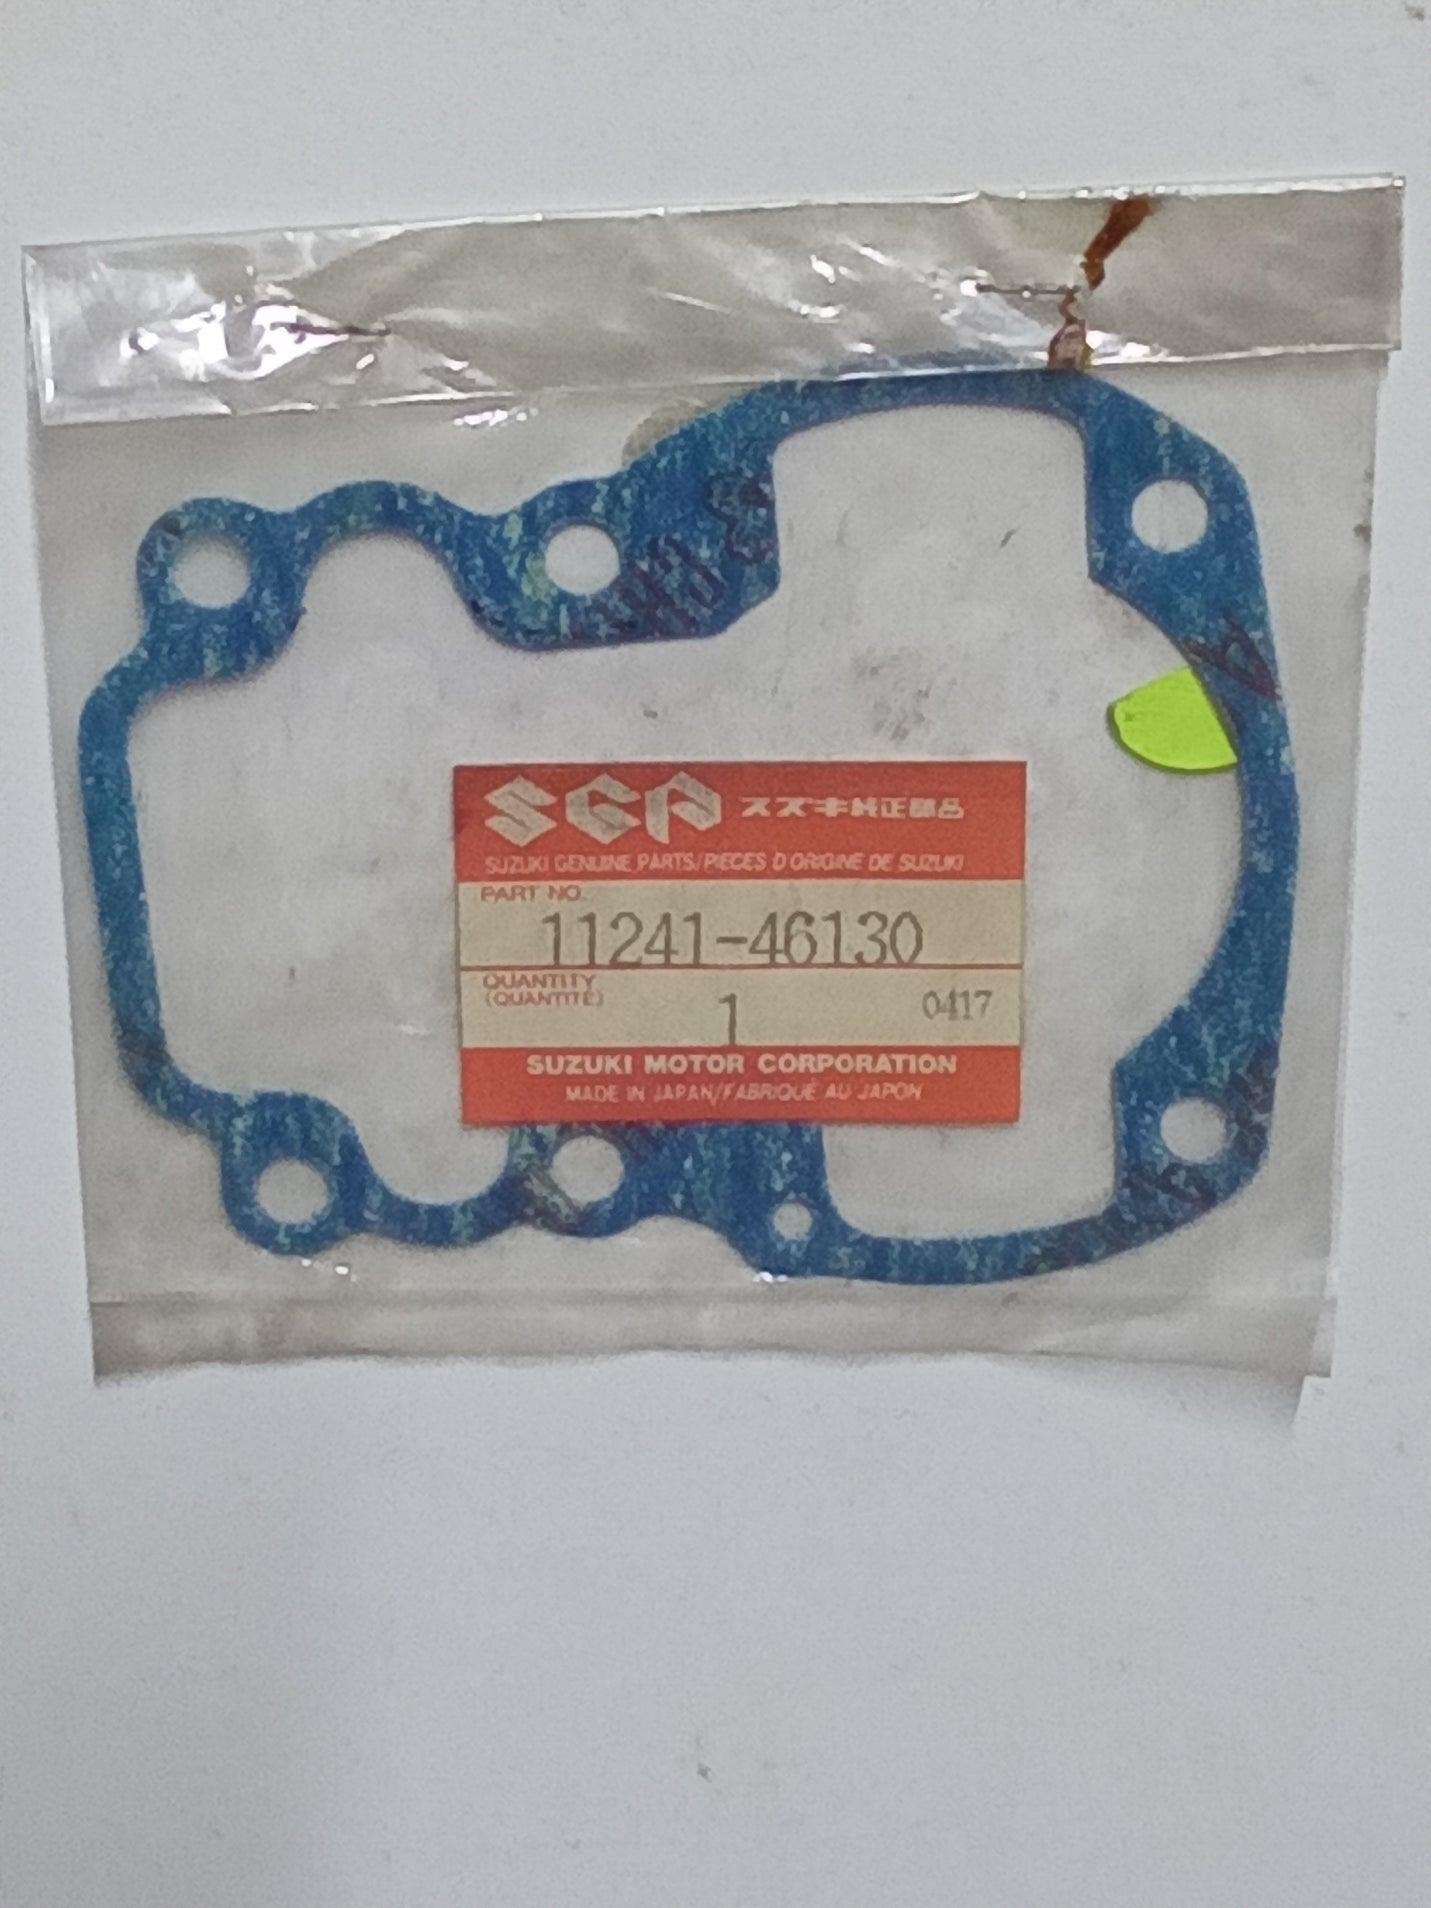 SGP スズキ純正部品
SUZUKI GENUINE PARTS/PIECES D'ORIGINE DE SUZUKI
PART NO.
11241-46130
QUANTITY
(QUANTITÉ)
1 0417
SUZUKI MOTOR CORPORATION
MADE IN JAPAN/FABRIQUÉ AU JAPON